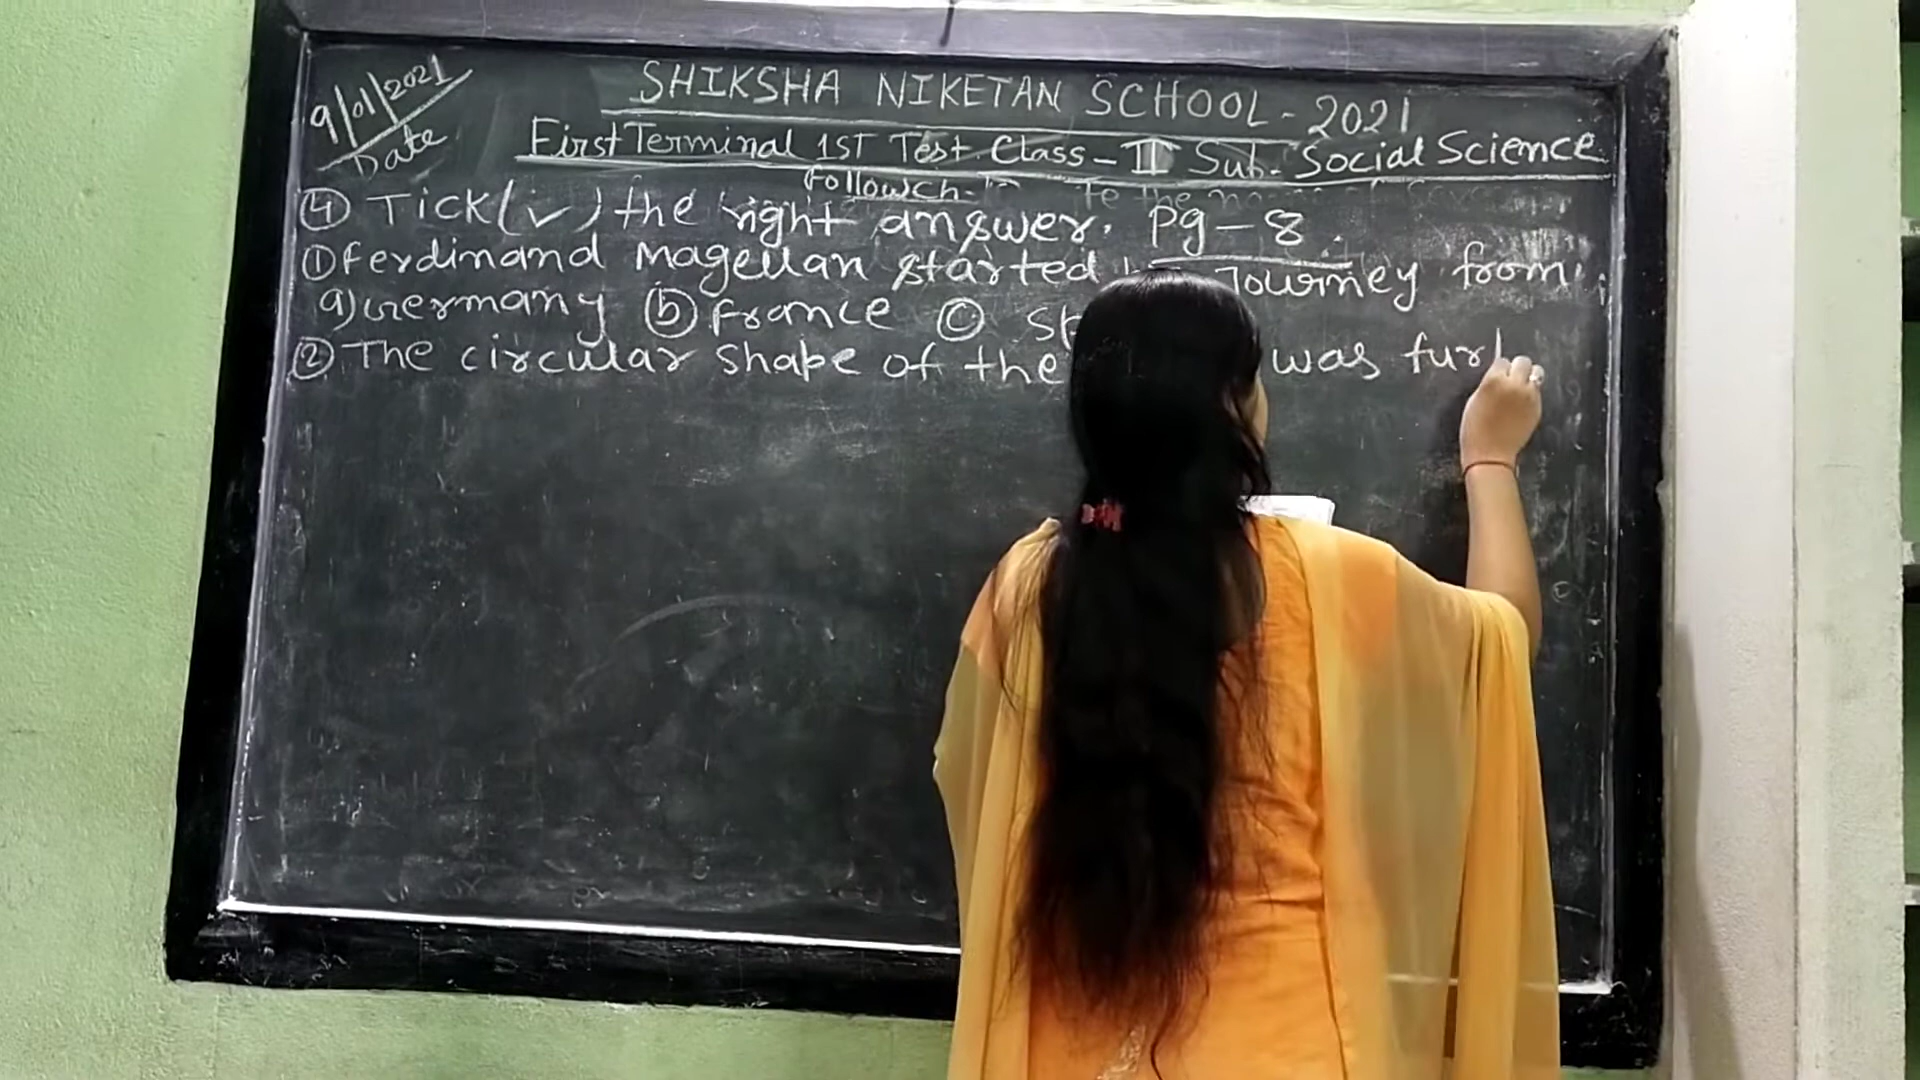 9/01/2021
Date
SHIKSHA NIKETAN SCHOOL - 2021
First Terminal 1ST Test Class - II Sub. Social Science
Follow Ch-
④ Tick (✓) the right answer. Pg - 8.
① Ferdinand Magellan started Journey from
a) Germany ⓑ France ⓒ
② The circular shape of the was